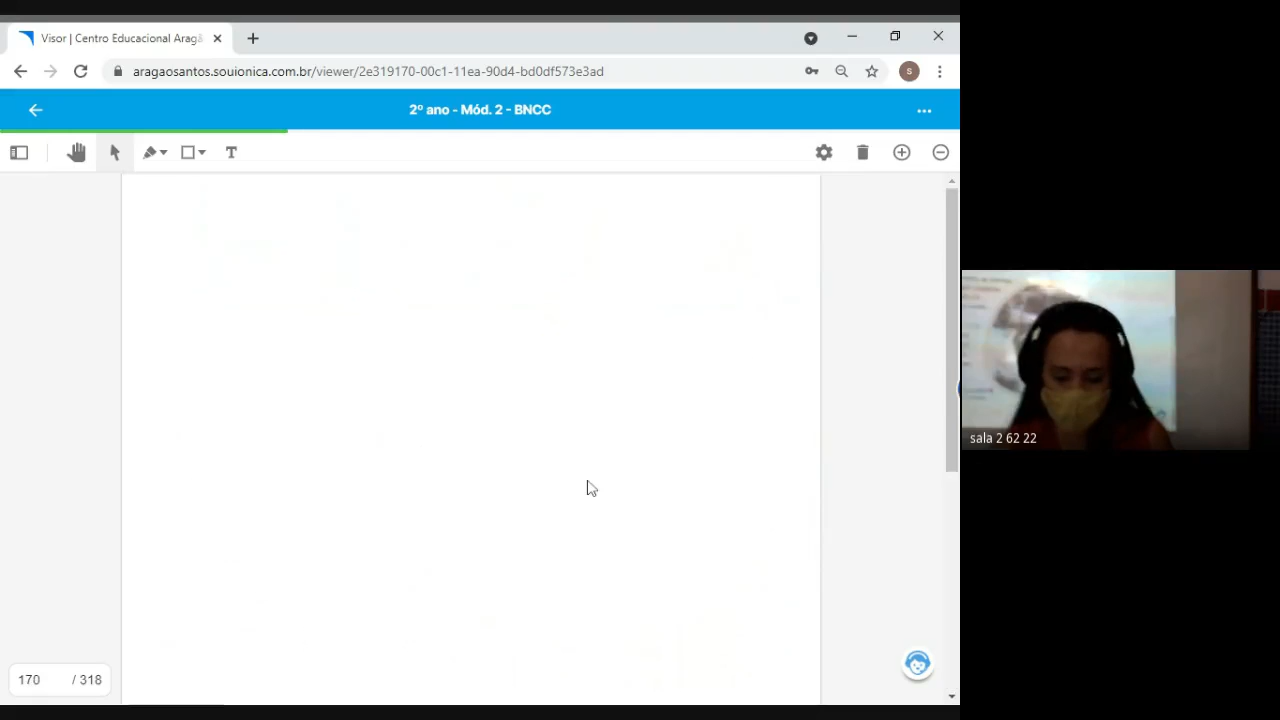 Visor | Centro Educacional Aragã
aragaosantos.souionica.com.br/viewer/2e319170-00c1-11ea-90d4-bd0df573e3ad
S
2º ano - Mód. 2 - BNCC
T
sala 2 62 22
170 / 318